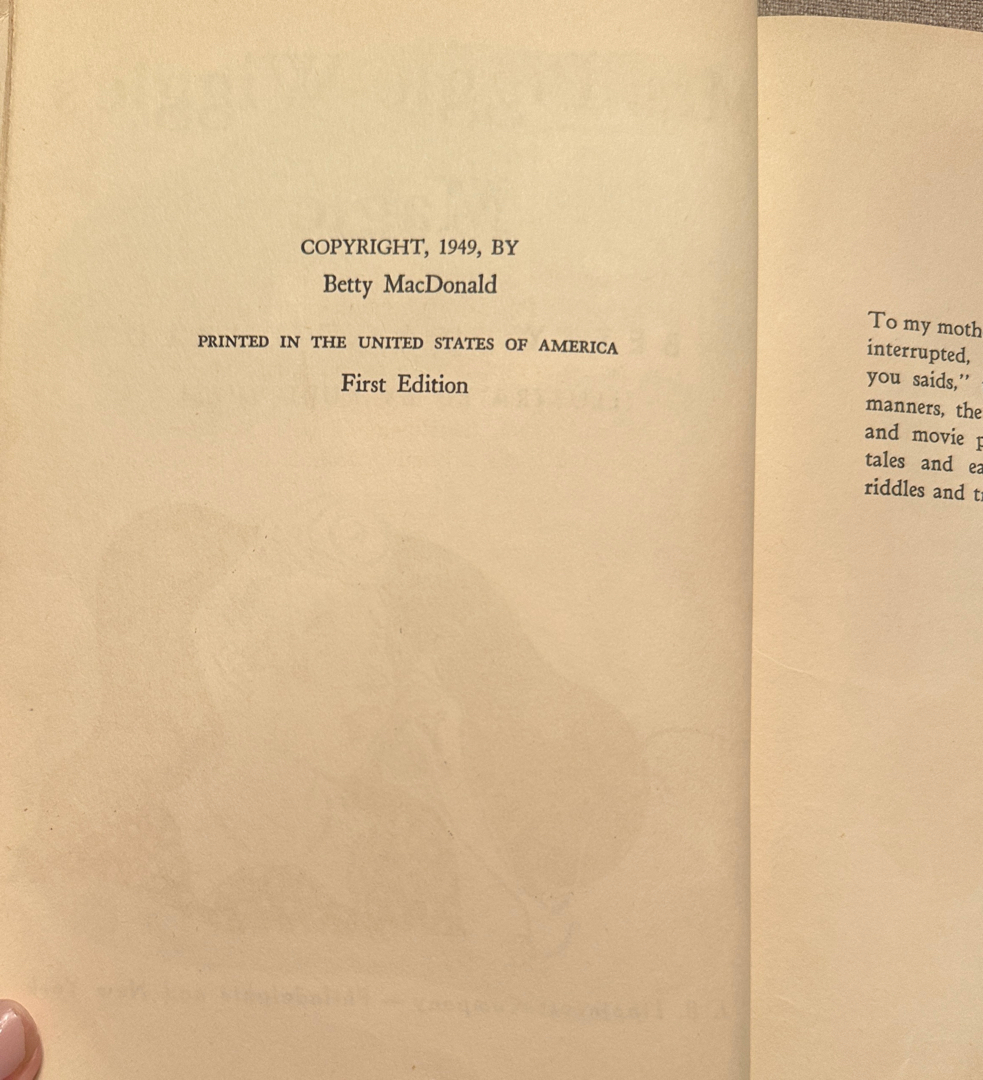 COPYRIGHT, 1949, BY
Betty MacDonald
PRINTED IN THE UNITED STATES OF AMERICA
First Edition
To my moth
interrupted,
you saids,”
manners, the
and movie p
tales and ea
riddles and t